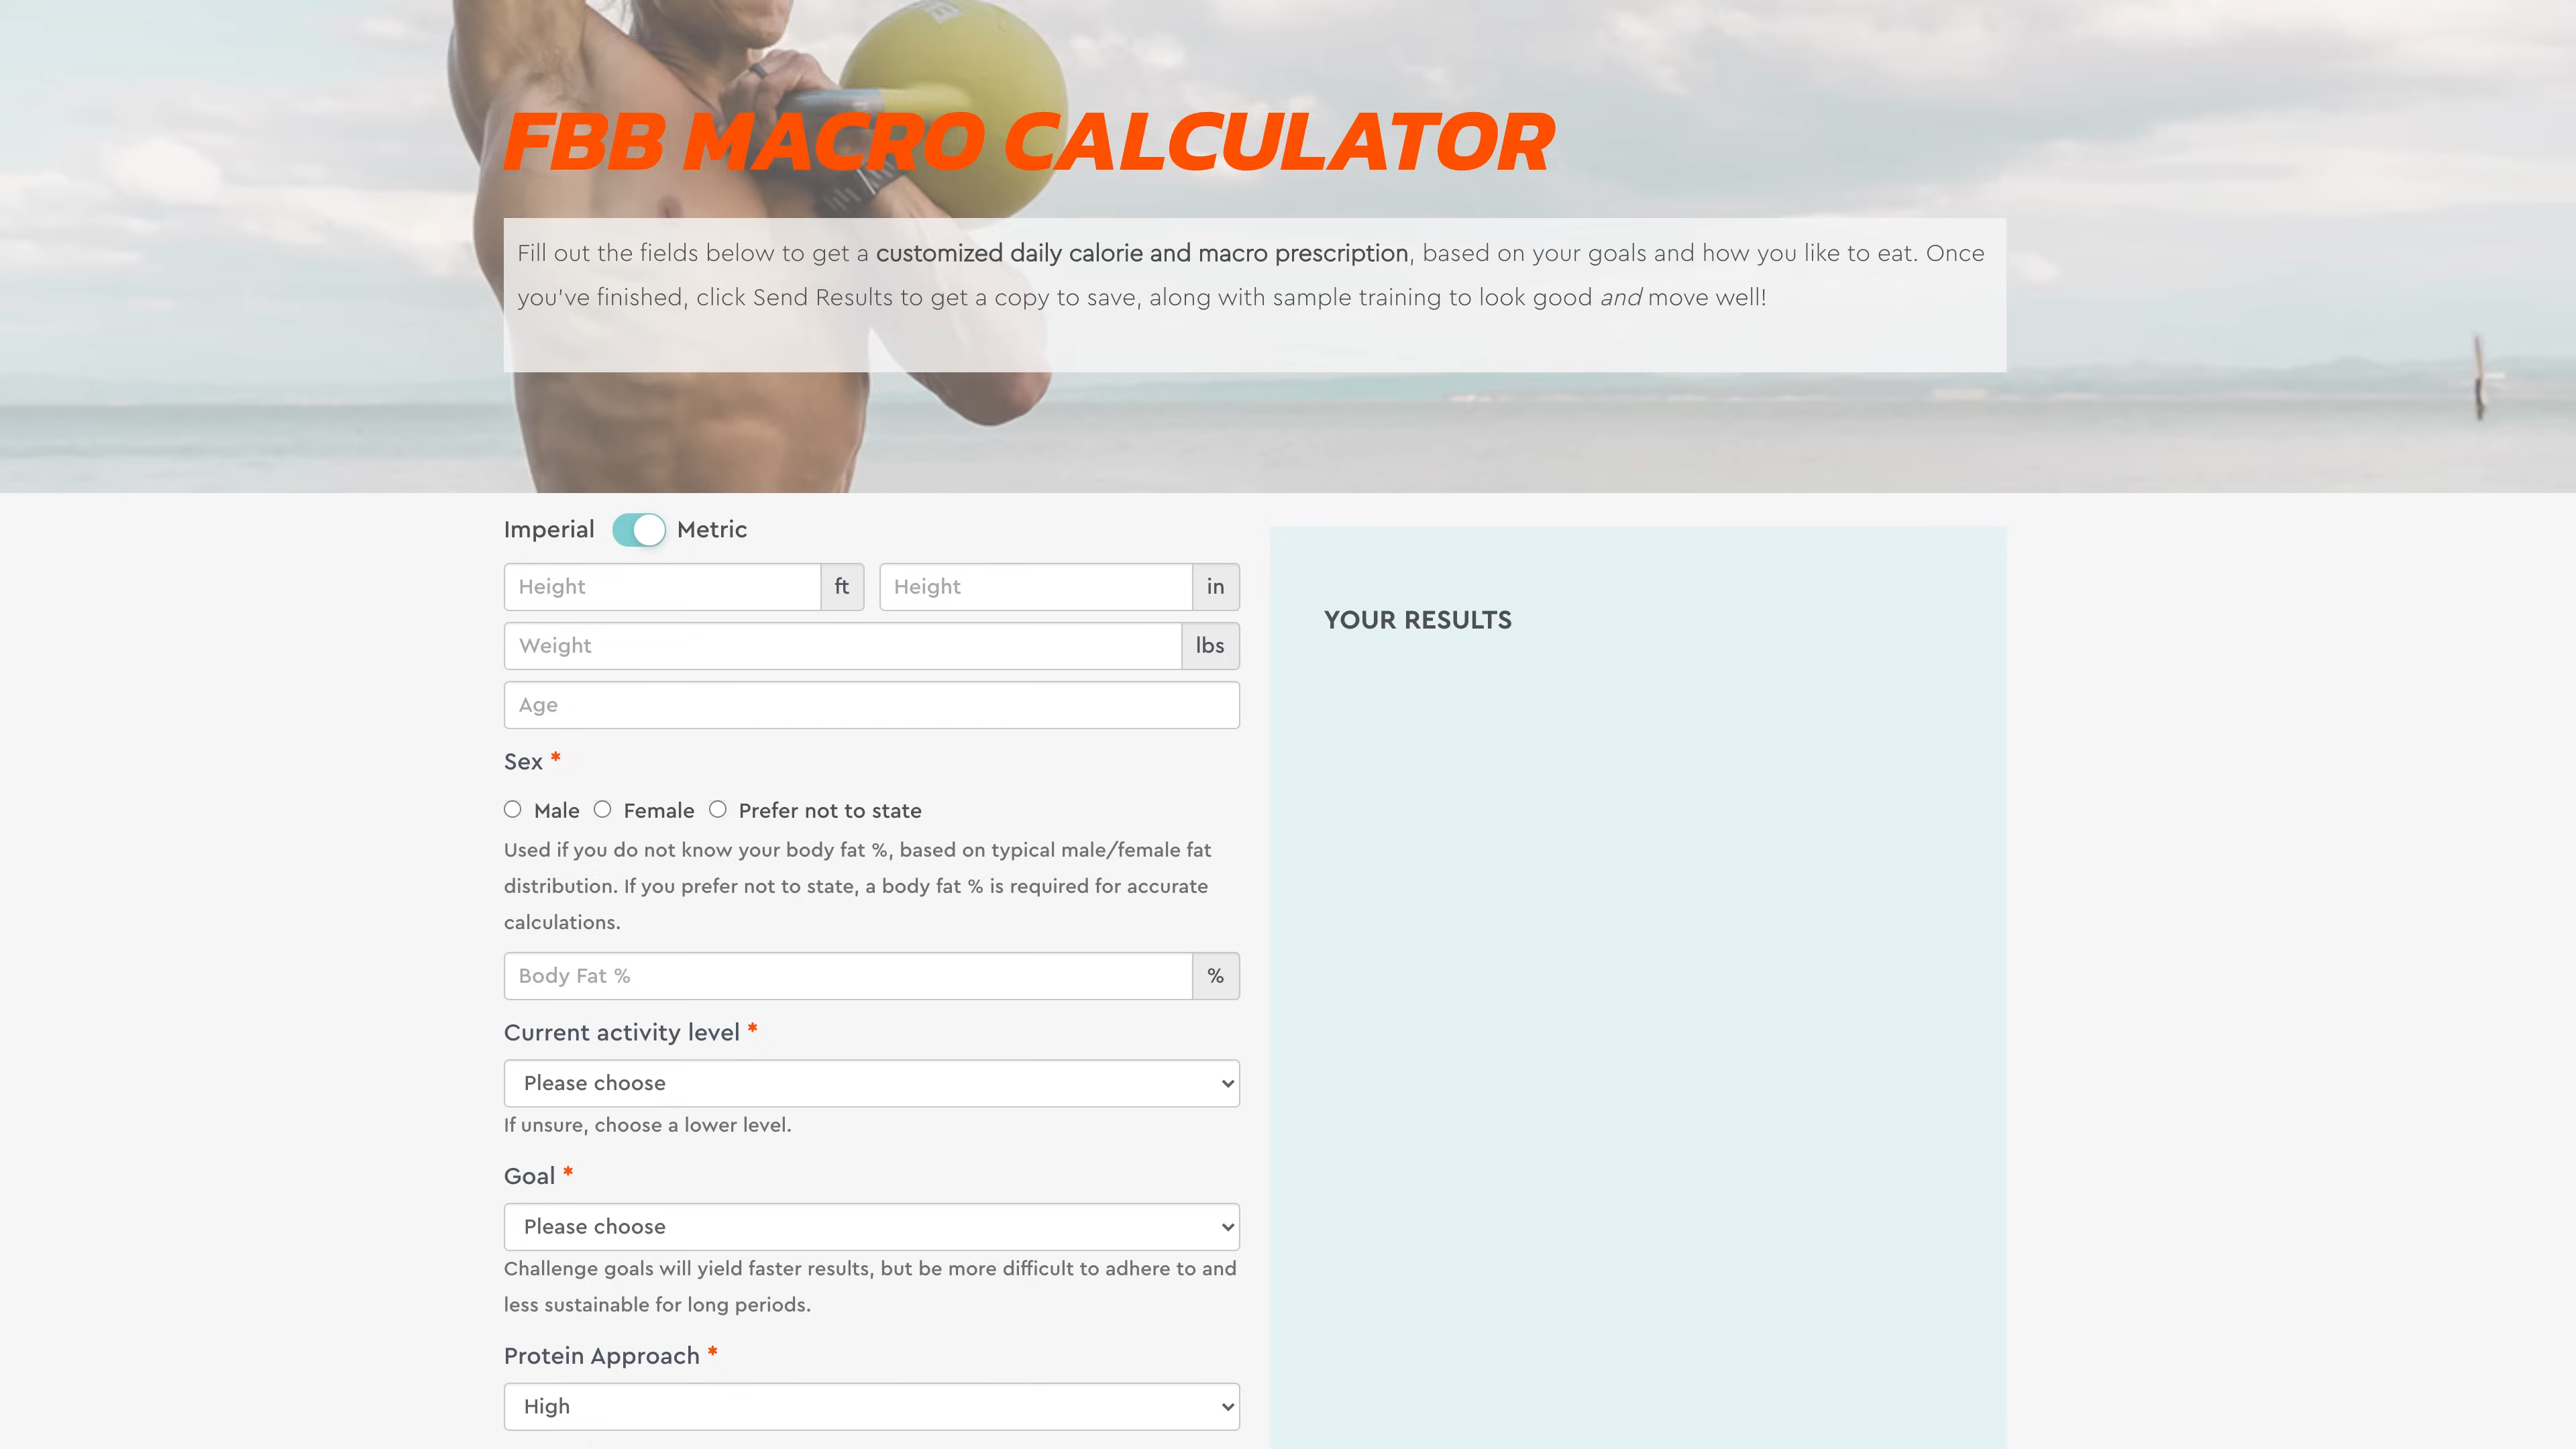 FBB MACRO CALCULATOR
Fill out the fields below to get a customized daily calorie and macro prescription, based on your goals and how you like to eat. Once
you've finished, click Send Results to get a copy to save, along with sample training to look good and move well!
Imperial Metric
Height ft Height in
Weight lbs
Age
YOUR RESULTS
Sex *
Male Female Prefer not to state
Used if you do not know your body fat %, based on typical male/female fat
distribution. If you prefer not to state, a body fat % is required for accurate
calculations.
Body Fat % %
Current activity level *
Please choose
If unsure, choose a lower level.
Goal *
Please choose
Challenge goals will yield faster results, but be more difficult to adhere to and
less sustainable for long periods.
Protein Approach *
High